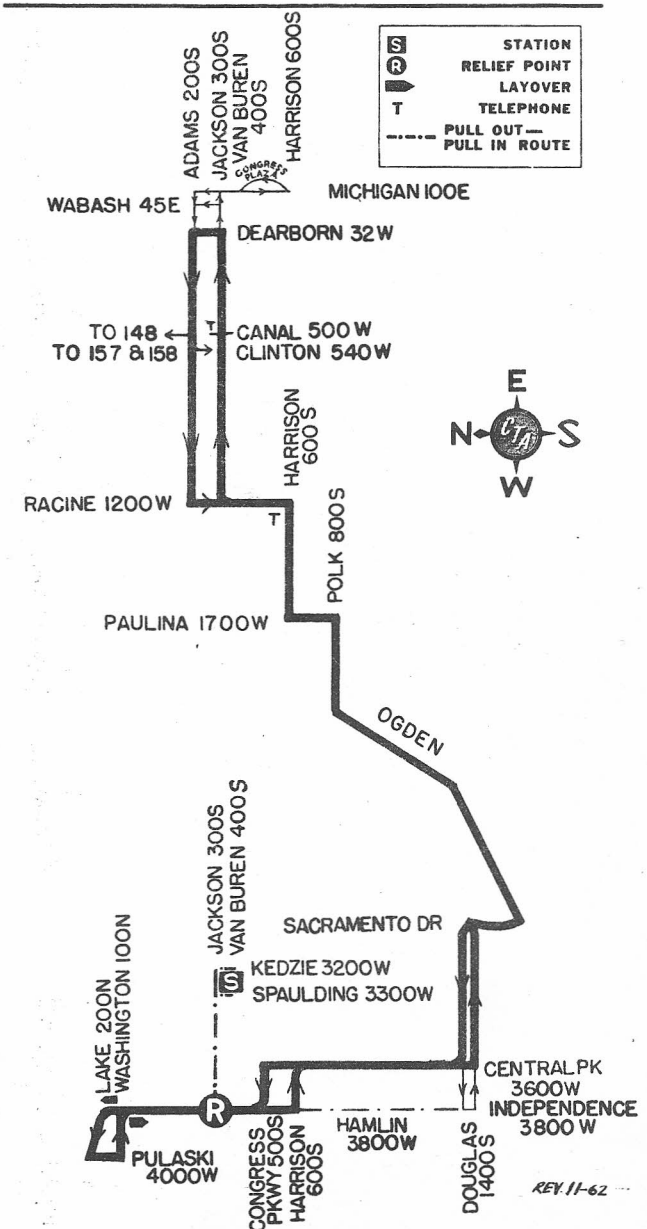 S STATION
R RELIEF POINT
LAYOVER
T TELEPHONE
PULL OUT—
PULL IN ROUTE
ADAMS 200S
JACKSON 300S
VAN BUREN
400S
HARRISON 600S
CONGRESS
PLAZA
MICHIGAN 100E
WABASH 45E
DEARBORN 32W
TO 148
T
CANAL 500W
TO 157 & 158
CLINTON 540W
E
N
CTA
S
W
HARRISON
600S
RACINE 1200W
T
POLK 800S
PAULINA 1700W
OGDEN
JACKSON 300S
VAN BUREN 400S
SACRAMENTO DR
S
KEDZIE 3200W
SPAULDING 3300W
LAKE 200N
WASHINGTON 100N
CENTRAL PK
3600W
R
INDEPENDENCE
3800W
HAMLIN
3800W
PULASKI
4000W
CONGRESS
PKWY 500S
HARRISON
600S
DOUGLAS
1400S
REV. 11-62